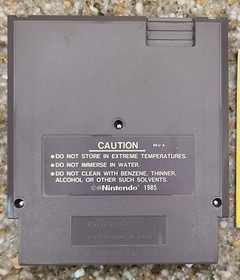 CAUTION REV-A
■DO NOT STORE IN EXTREME TEMPERATURES.
■DO NOT IMMERSE IN WATER.
■DO NOT CLEAN WITH BENZENE, THINNER,
ALCOHOL OR OTHER SUCH SOLVENTS.
©®Nintendo® 1985
Nintendo